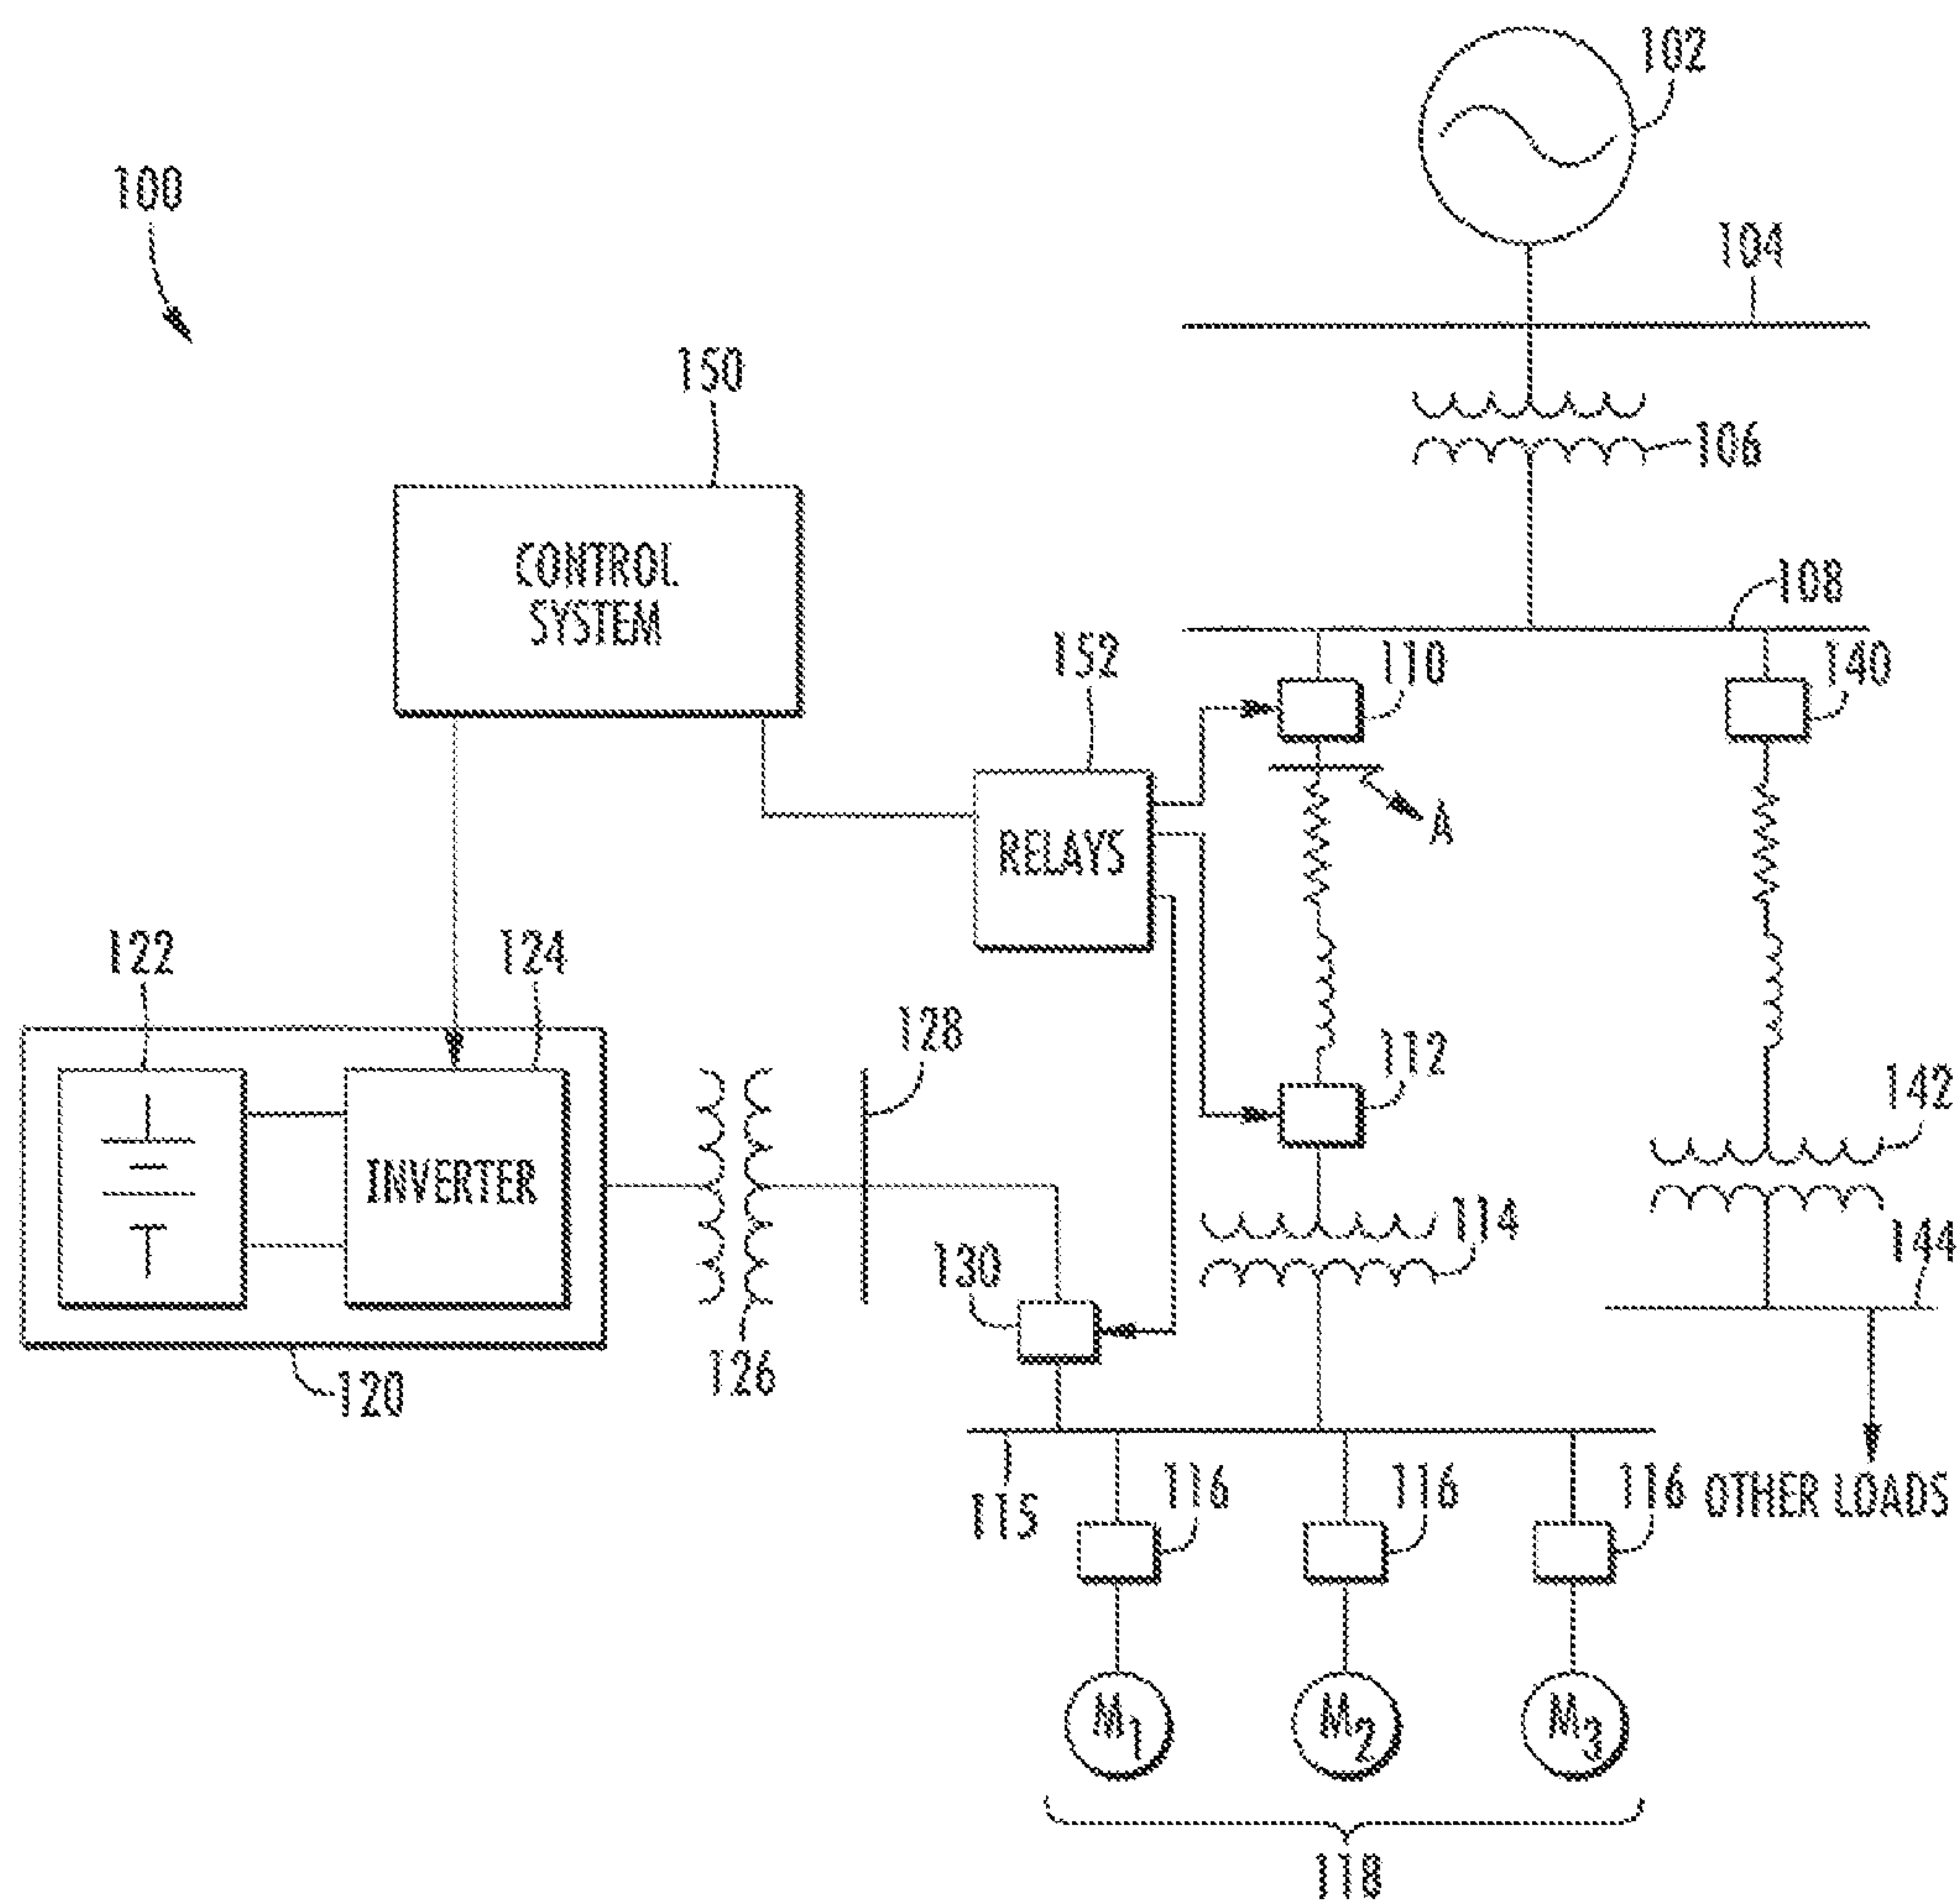 102
100
104
150
106
CONTROL
SYSTEM
108
152
110
140
A
RELAYS
122
124
128
112
142
INVERTER
114
144
130
126
120
115
116
116
116
OTHER LOADS
M1
M2
M3
118